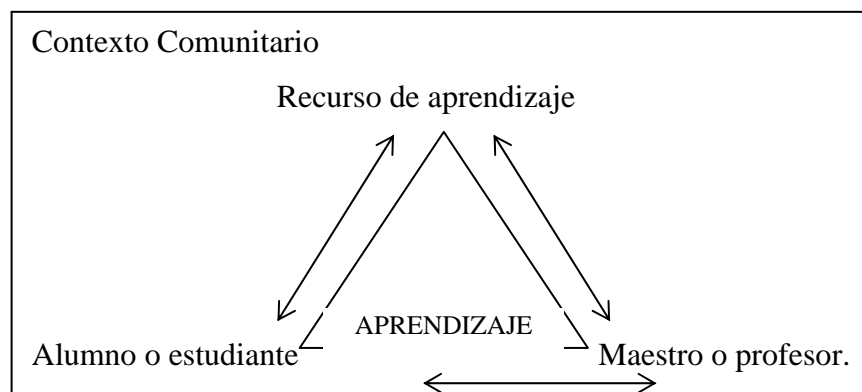 Contexto Comunitario
Recurso de aprendizaje
APRENDIZAJE
Alumno o estudiante
Maestro o profesor.